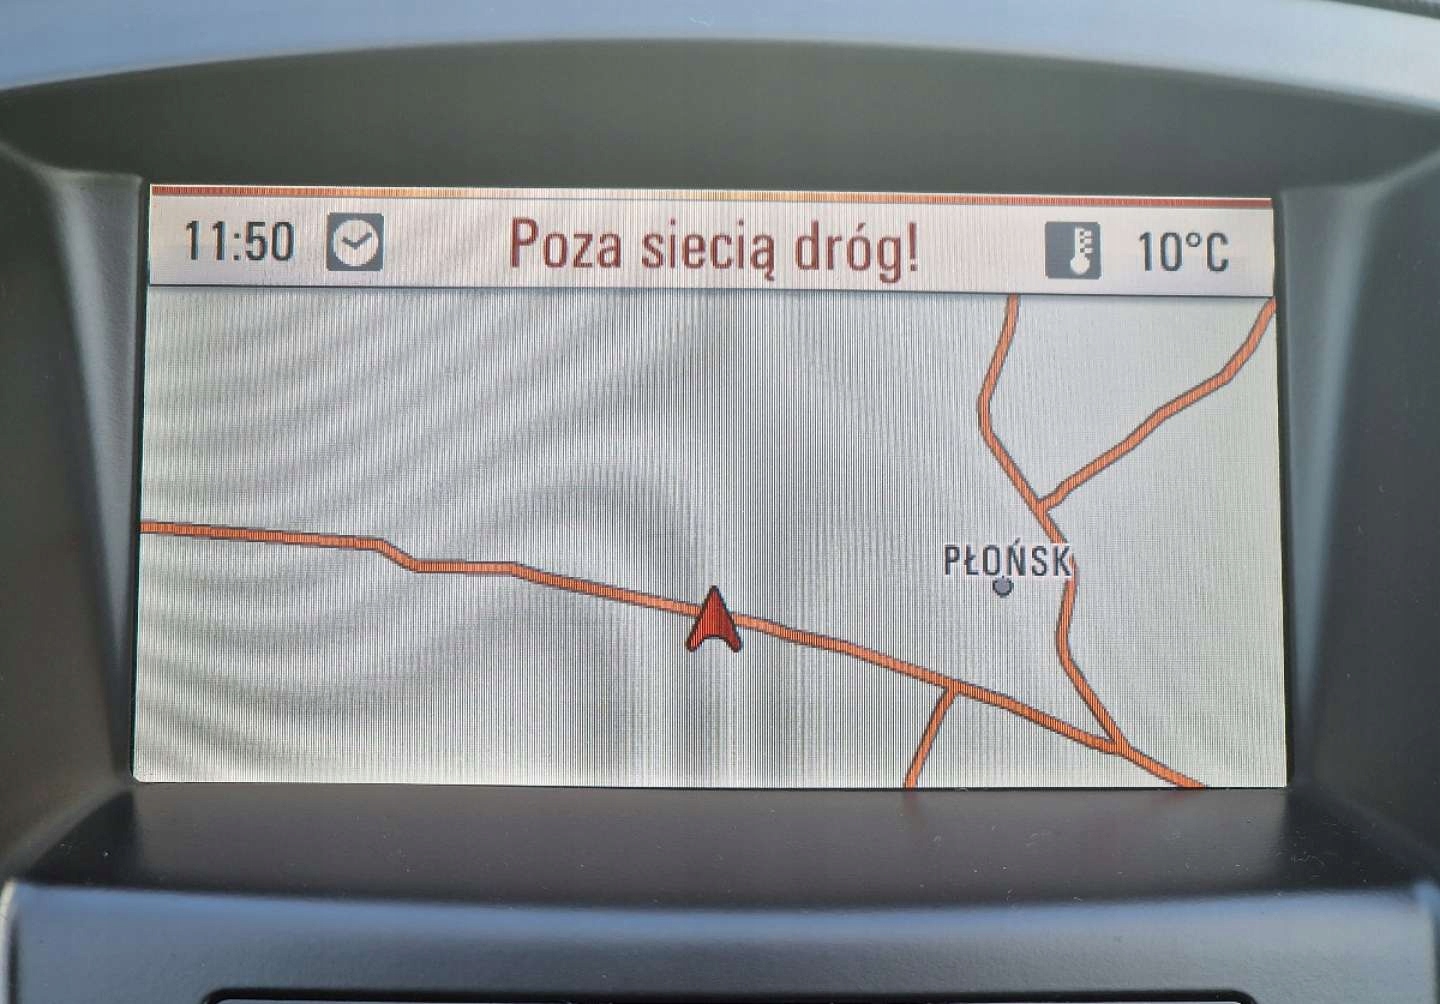 11:50 Poza siecią dróg! 10°C
PŁOŃSK